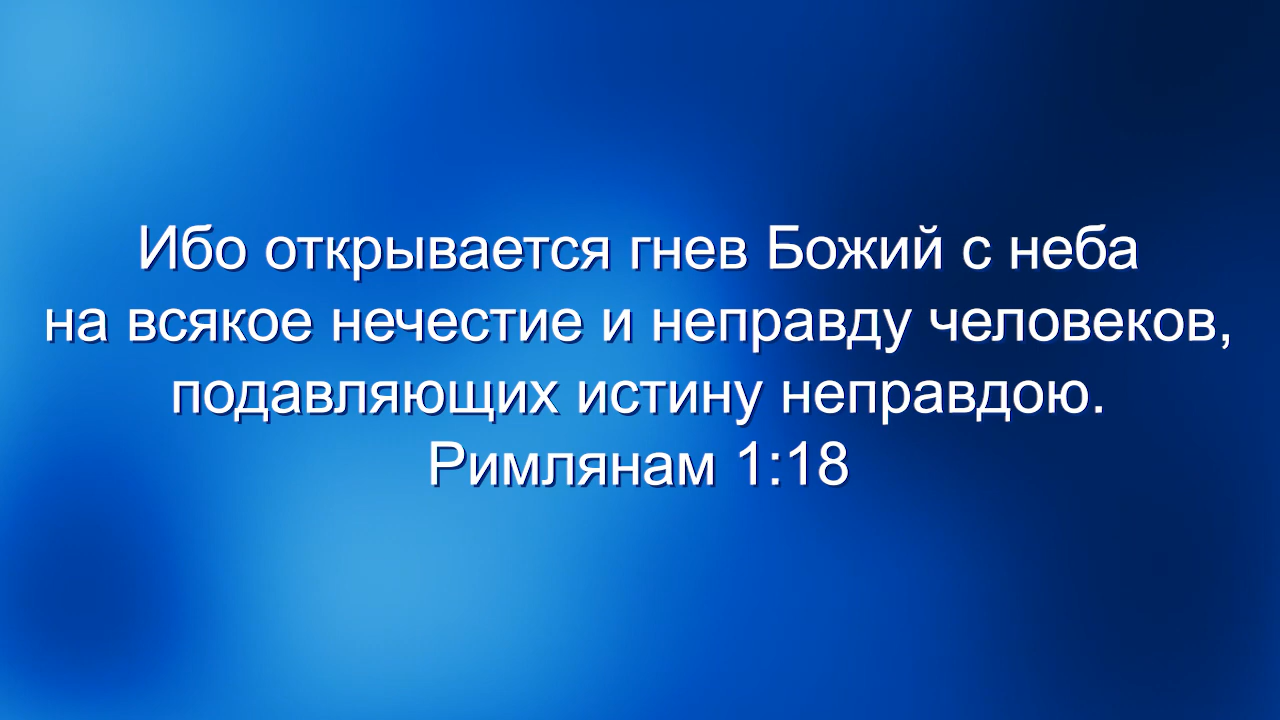 Ибо открывается гнев Божий с неба
на всякое нечестие и неправду человеков,
подавляющих истину неправдою.
Римлянам 1:18